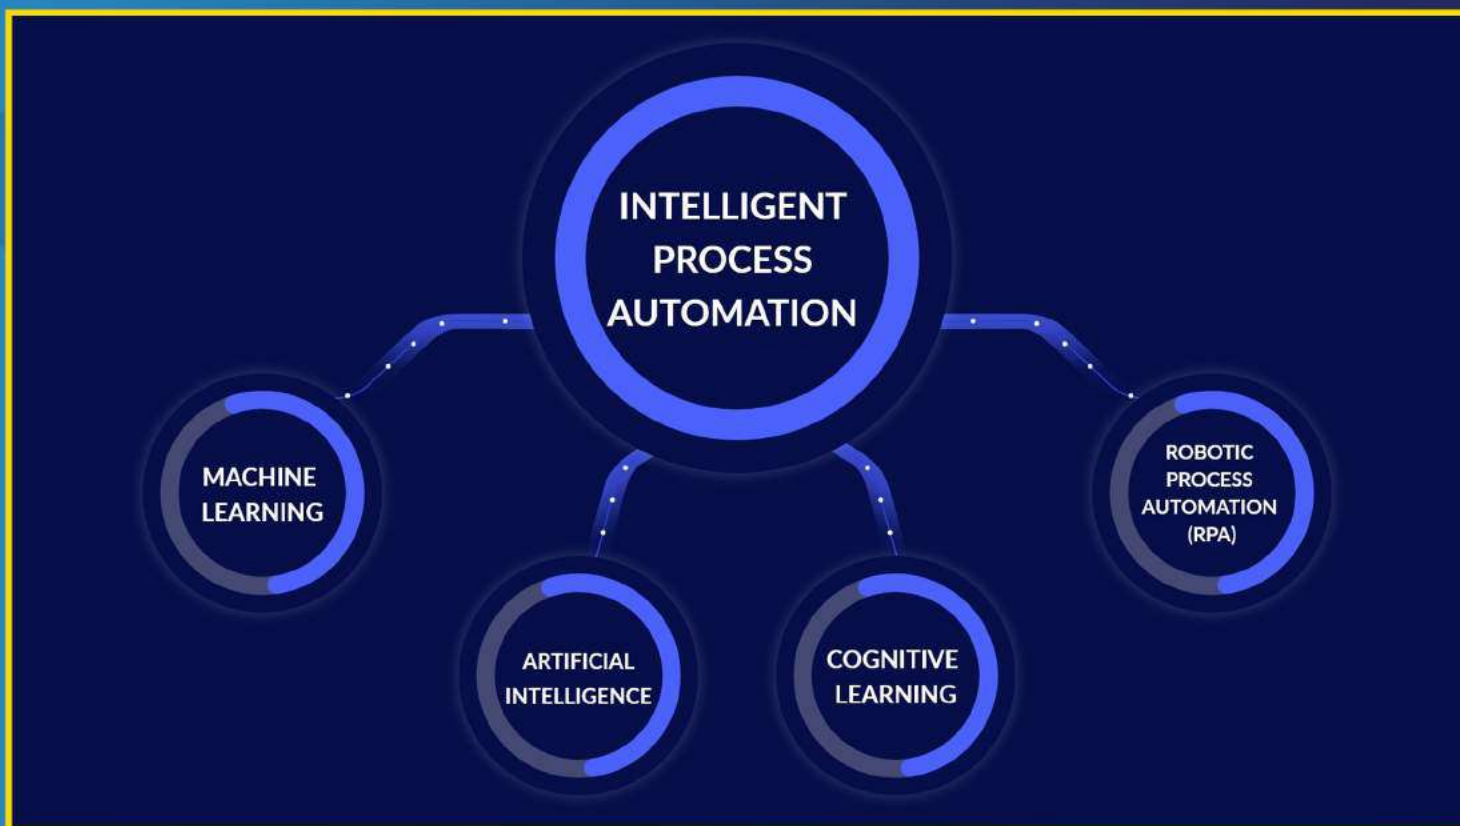 INTELLIGENT
PROCESS
AUTOMATION
MACHINE
LEARNING
ARTIFICIAL
INTELLIGENCE
COGNITIVE
LEARNING
ROBOTIC
PROCESS
AUTOMATION
(RPA)